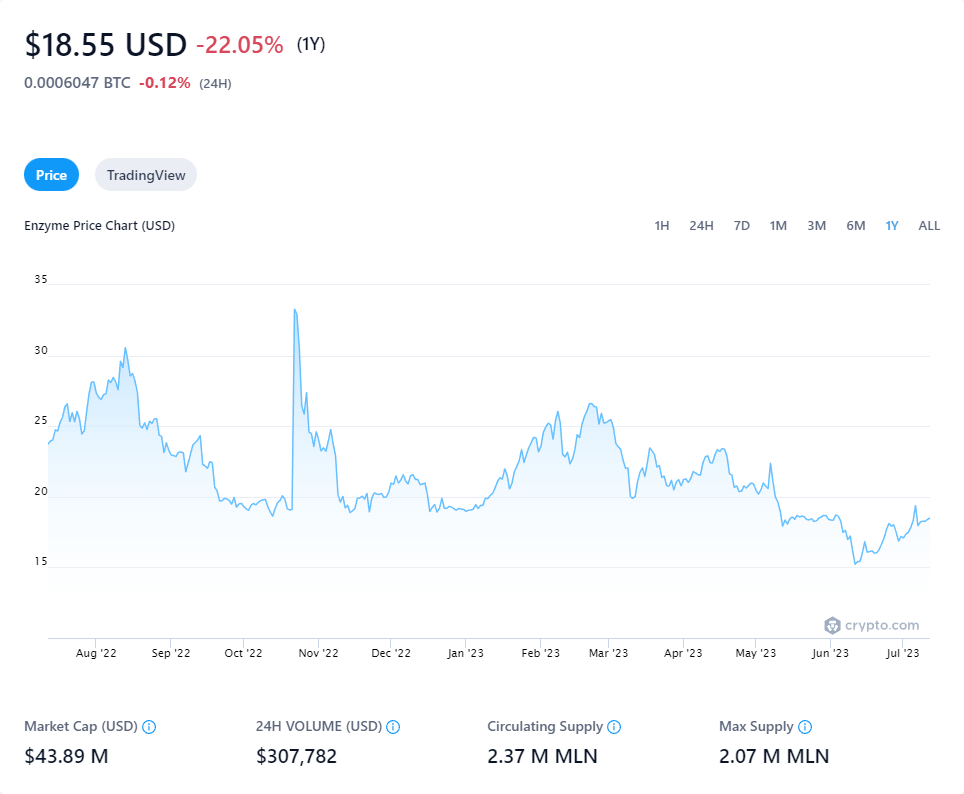 $18.55 USD -22.05% (1Y)
0.0006047 BTC -0.12% (24H)
Price TradingView
Enzyme Price Chart (USD) 1H 24H 7D 1M 3M 6M 1Y ALL
35
30
25
20
15
crypto.com
Aug '22 Sep '22 Oct '22 Nov '22 Dec '22 Jan '23 Feb '23 Mar '23 Apr '23 May '23 Jun '23 Jul '23
Market Cap (USD) 24H VOLUME (USD) Circulating Supply Max Supply
$43.89 M $307,782 2.37 M MLN 2.07 M MLN